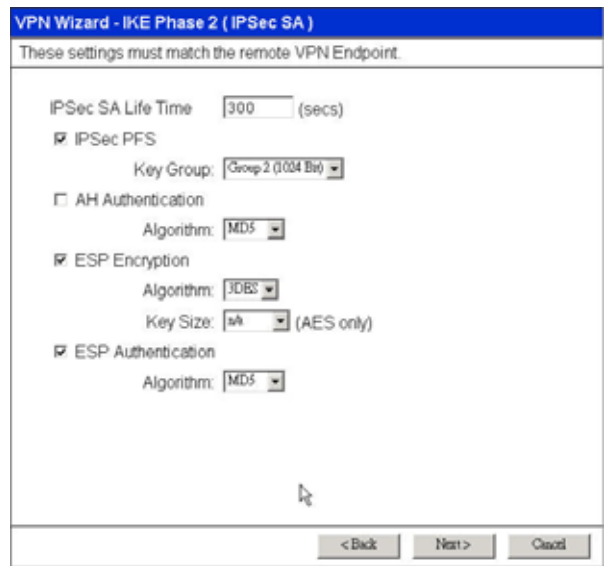 VPN Wizard - IKE Phase 2 ( IPSec SA )
These settings must match the remote VPN Endpoint.
IPSec SA Life Time 300 (secs)
IPSec PFS
Key Group: Group 2 (1024 Bit)
AH Authentication
Algorithm: MD5
ESP Encryption
Algorithm: 3DES
Key Size: n/a (AES only)
ESP Authentication
Algorithm: MD5
< Back Next > Cancel